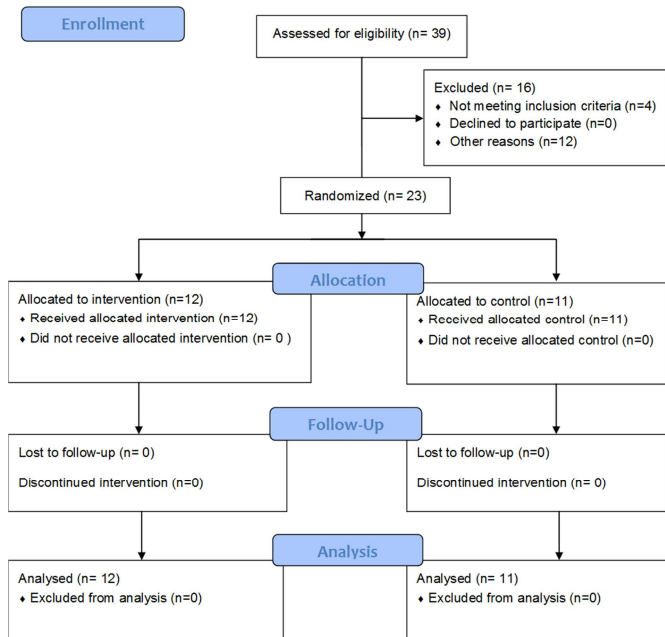 Enrollment
Assessed for eligibility (n= 39)
Excluded (n= 16)
♦ Not meeting inclusion criteria (n=4)
♦ Declined to participate (n=0)
♦ Other reasons (n=12)
Randomized (n= 23)
Allocation
Allocated to intervention (n=12)
♦ Received allocated intervention (n=12)
♦ Did not receive allocated intervention (n= 0 )
Allocated to control (n=11)
♦ Received allocated control (n=11)
♦ Did not receive allocated control (n=0)
Follow-Up
Lost to follow-up (n= 0)
Discontinued intervention (n=0)
Lost to follow-up (n=0)
Discontinued intervention (n= 0)
Analysis
Analysed (n= 12)
♦ Excluded from analysis (n=0)
Analysed (n= 11)
♦ Excluded from analysis (n=0)